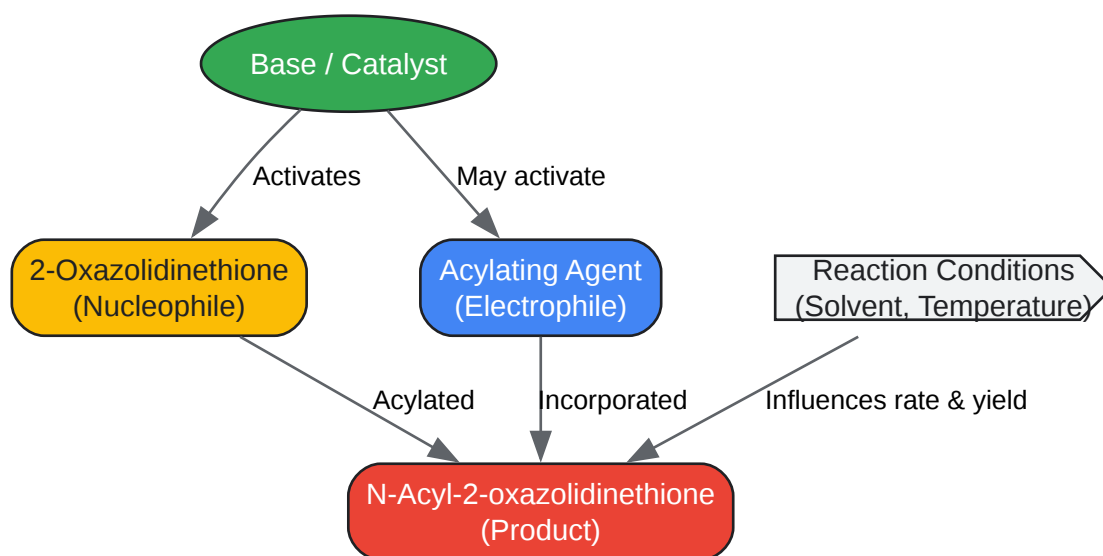 Base / Catalyst
Activates
May activate
2-Oxazolidinethione
(Nucleophile)
Acylating Agent
(Electrophile)
Reaction Conditions
(Solvent, Temperature)
Acylated
Incorporated
Influences rate & yield
N-Acyl-2-oxazolidinethione
(Product)